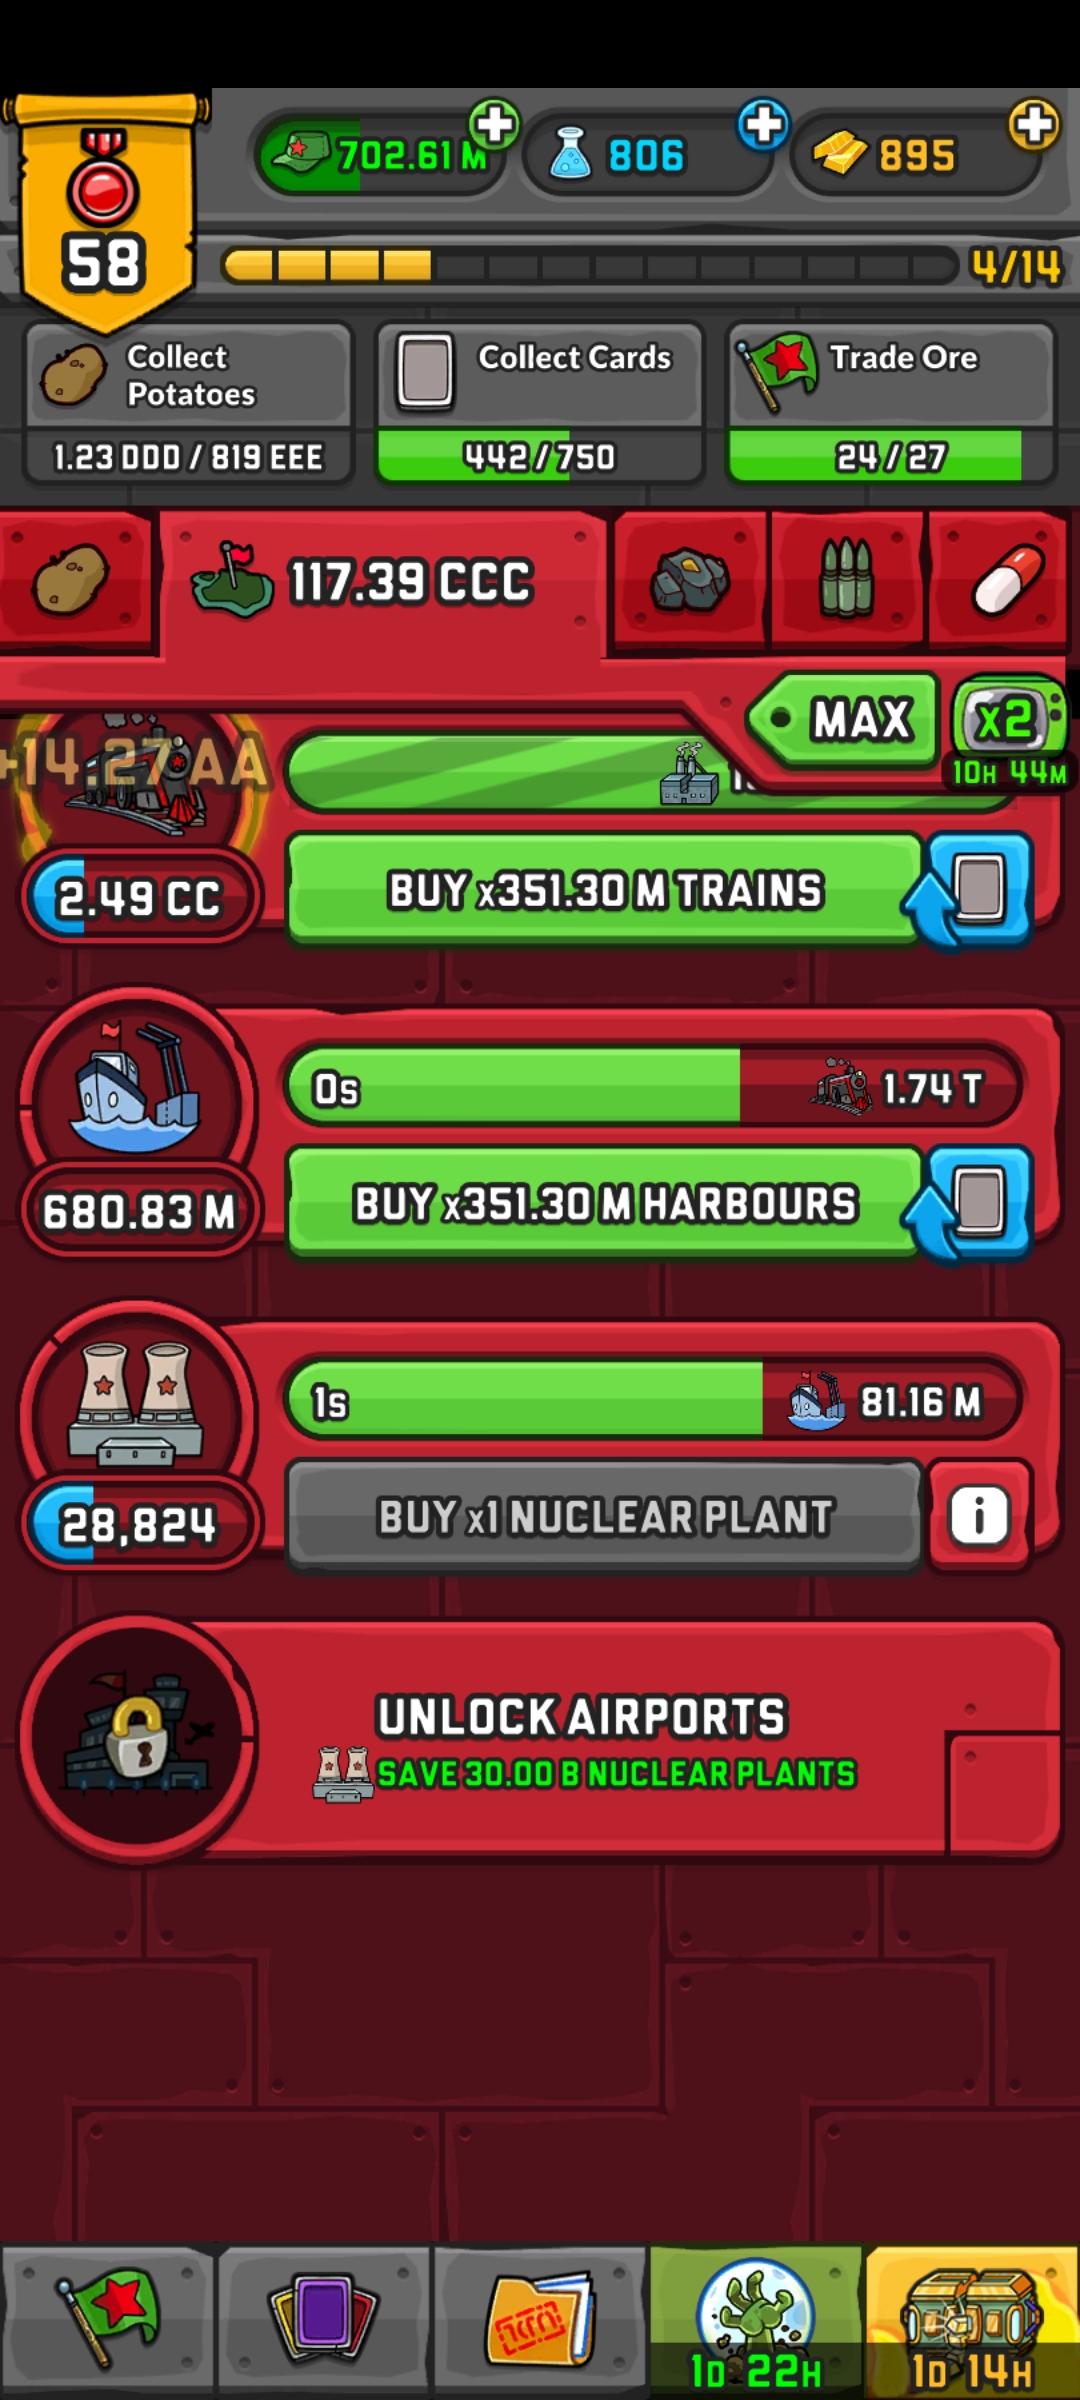 702.61 M
806
895
58
4/14
Collect
Potatoes
Collect Cards
Trade Ore
1.23 DDD / 819 EEE
442 / 750
24 / 27
117.39 CCC
MAX
x2
10H 44M
+14.27 AA
2.49 CC
BUY x351.30 M TRAINS
0s
1.74 T
680.83 M
BUY x351.30 M HARBOURS
1s
81.16 M
28,824
BUY x1 NUCLEAR PLANT
i
UNLOCK AIRPORTS
SAVE 30.00 B NUCLEAR PLANTS
1D 22H
1D 14H